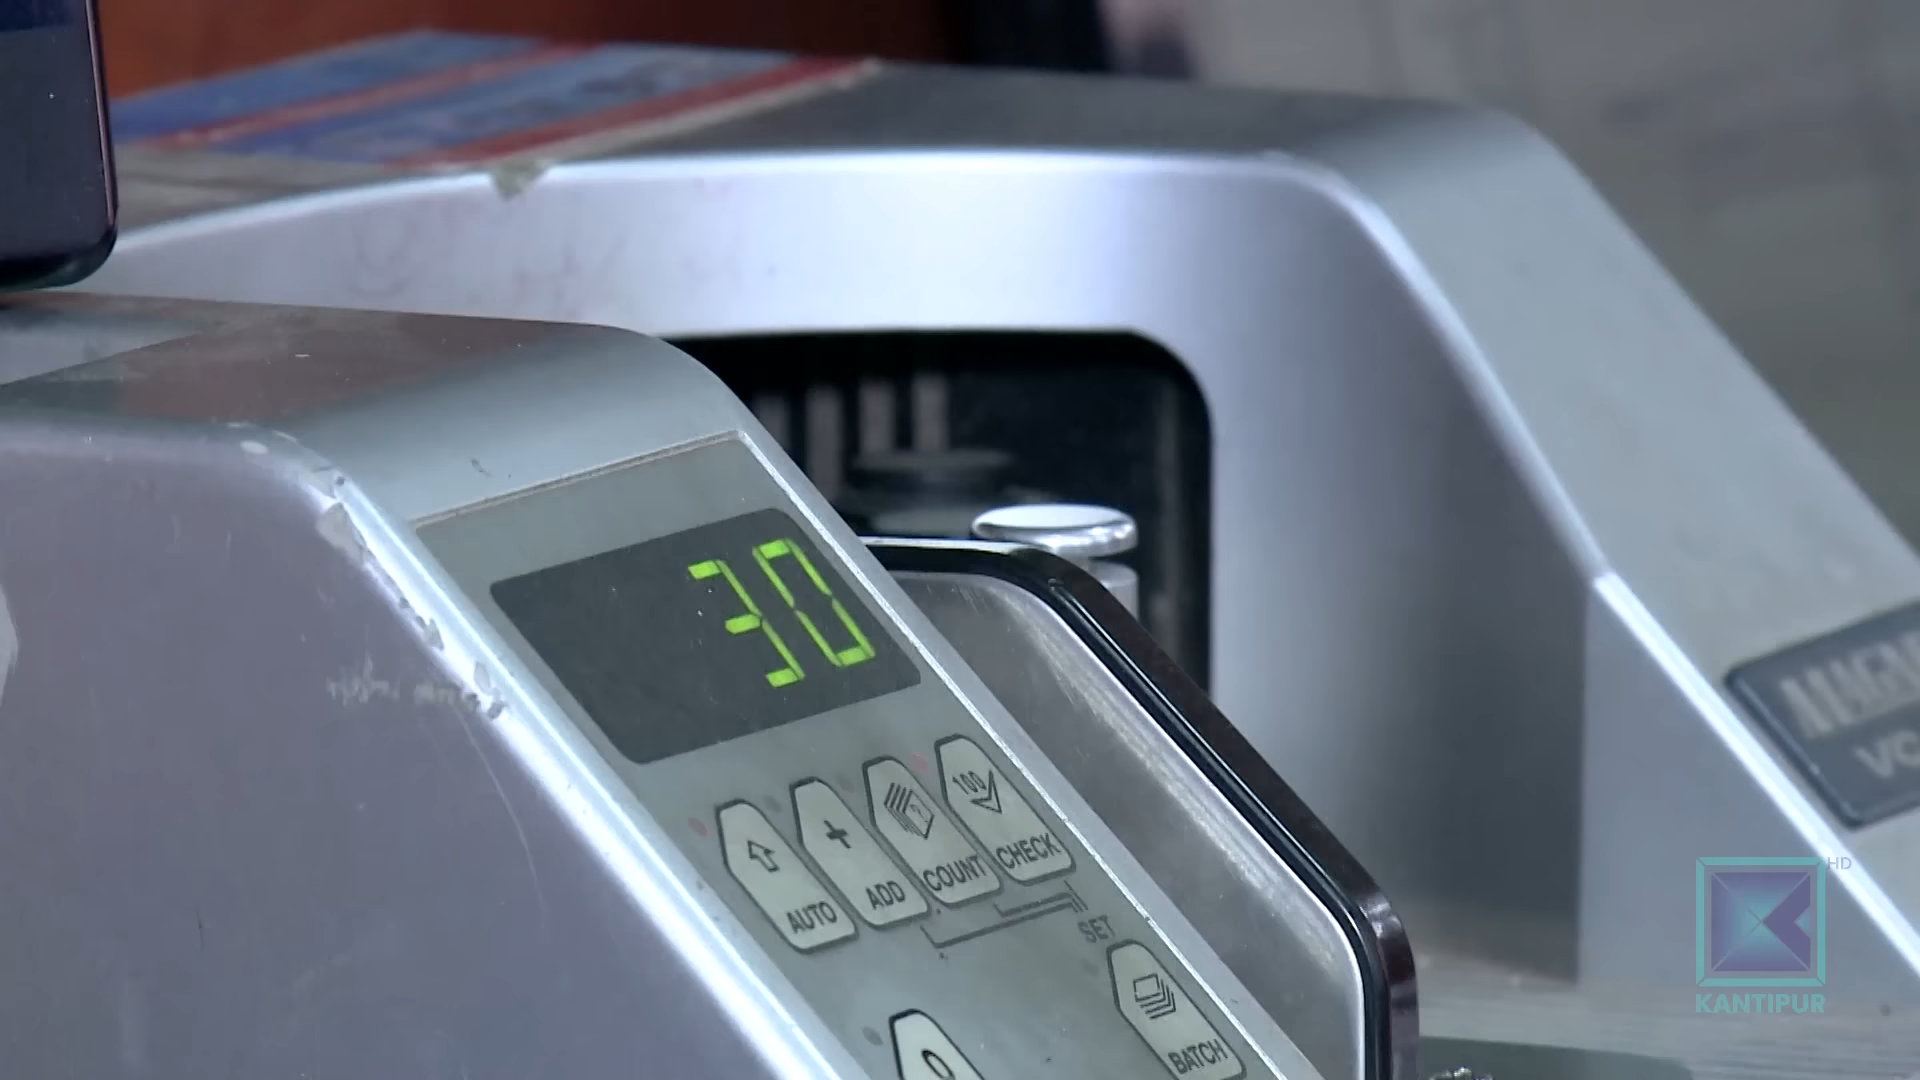 30
100
CHECK
COUNT
ADD
AUTO
SET
BATCH
HD
KANTIPUR